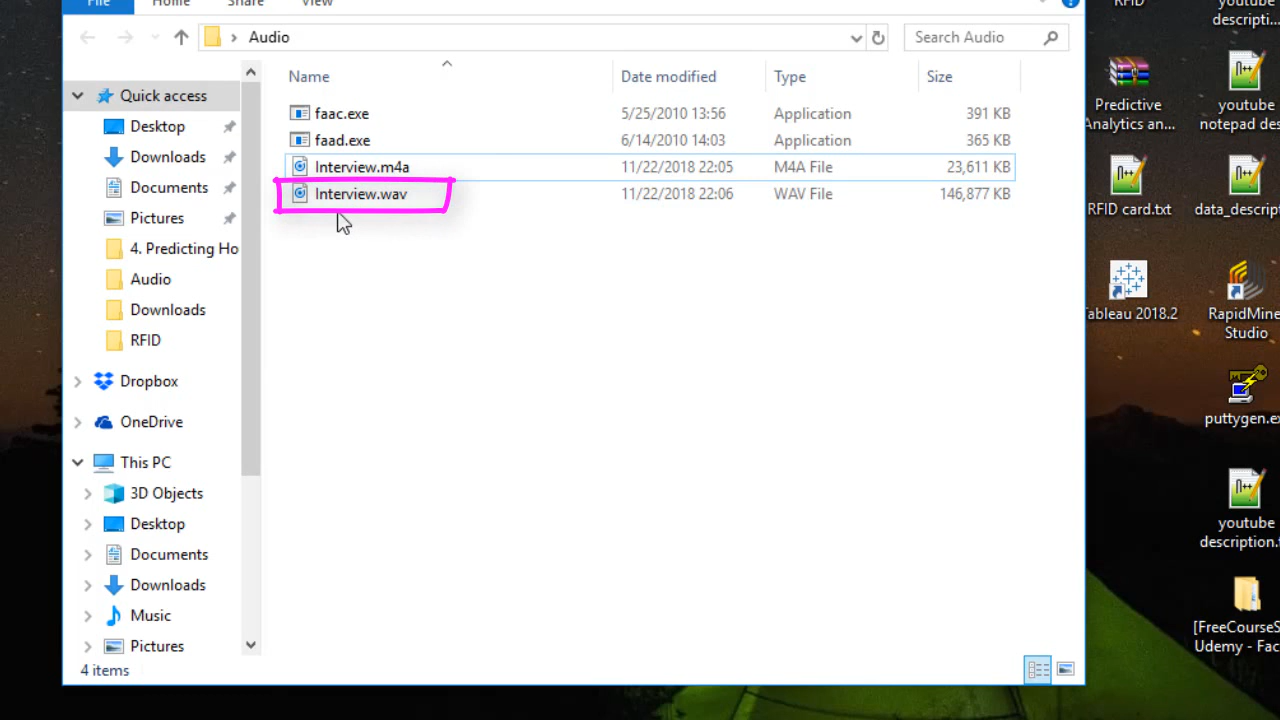 File Home Share View
Audio
Search Audio
Name Date modified Type Size
faac.exe 5/25/2010 13:56 Application 391 KB
faad.exe 6/14/2010 14:03 Application 365 KB
Interview.m4a 11/22/2018 22:05 M4A File 23,611 KB
Interview.wav 11/22/2018 22:06 WAV File 146,877 KB
Quick access
Desktop
Downloads
Documents
Pictures
4. Predicting Ho
Audio
Downloads
RFID
Dropbox
OneDrive
This PC
3D Objects
Desktop
Documents
Downloads
Music
Pictures
4 items
RFID
youtube
descripti...
Predictive
Analytics an...
youtube
notepad des
RFID card.txt
data_descrip
Tableau 2018.2
RapidMine
Studio
puttygen.ex
youtube
description.t
[FreeCourseS
Udemy - Fac